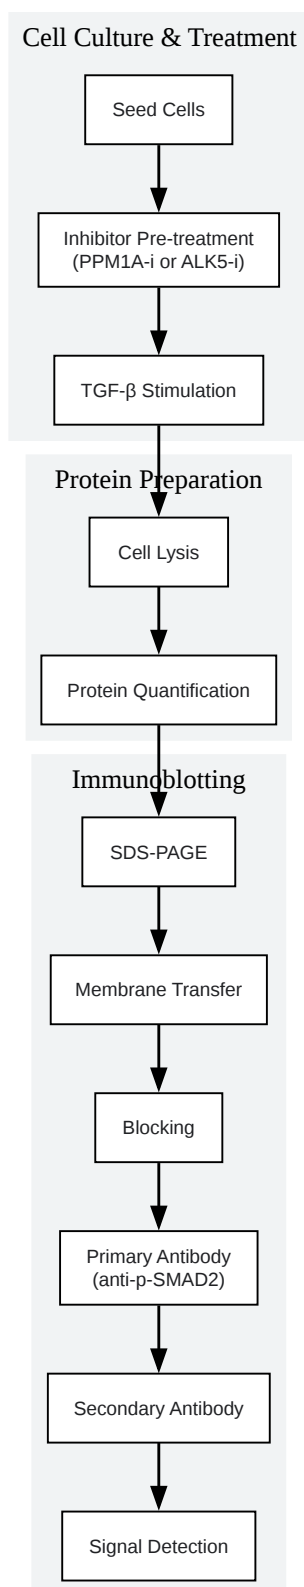 Cell Culture & Treatment
Seed Cells
Inhibitor Pre-treatment
(PPM1A-i or ALK5-i)
TGF-β Stimulation
Protein Preparation
Cell Lysis
Protein Quantification
Immunoblotting
SDS-PAGE
Membrane Transfer
Blocking
Primary Antibody
(anti-p-SMAD2)
Secondary Antibody
Signal Detection